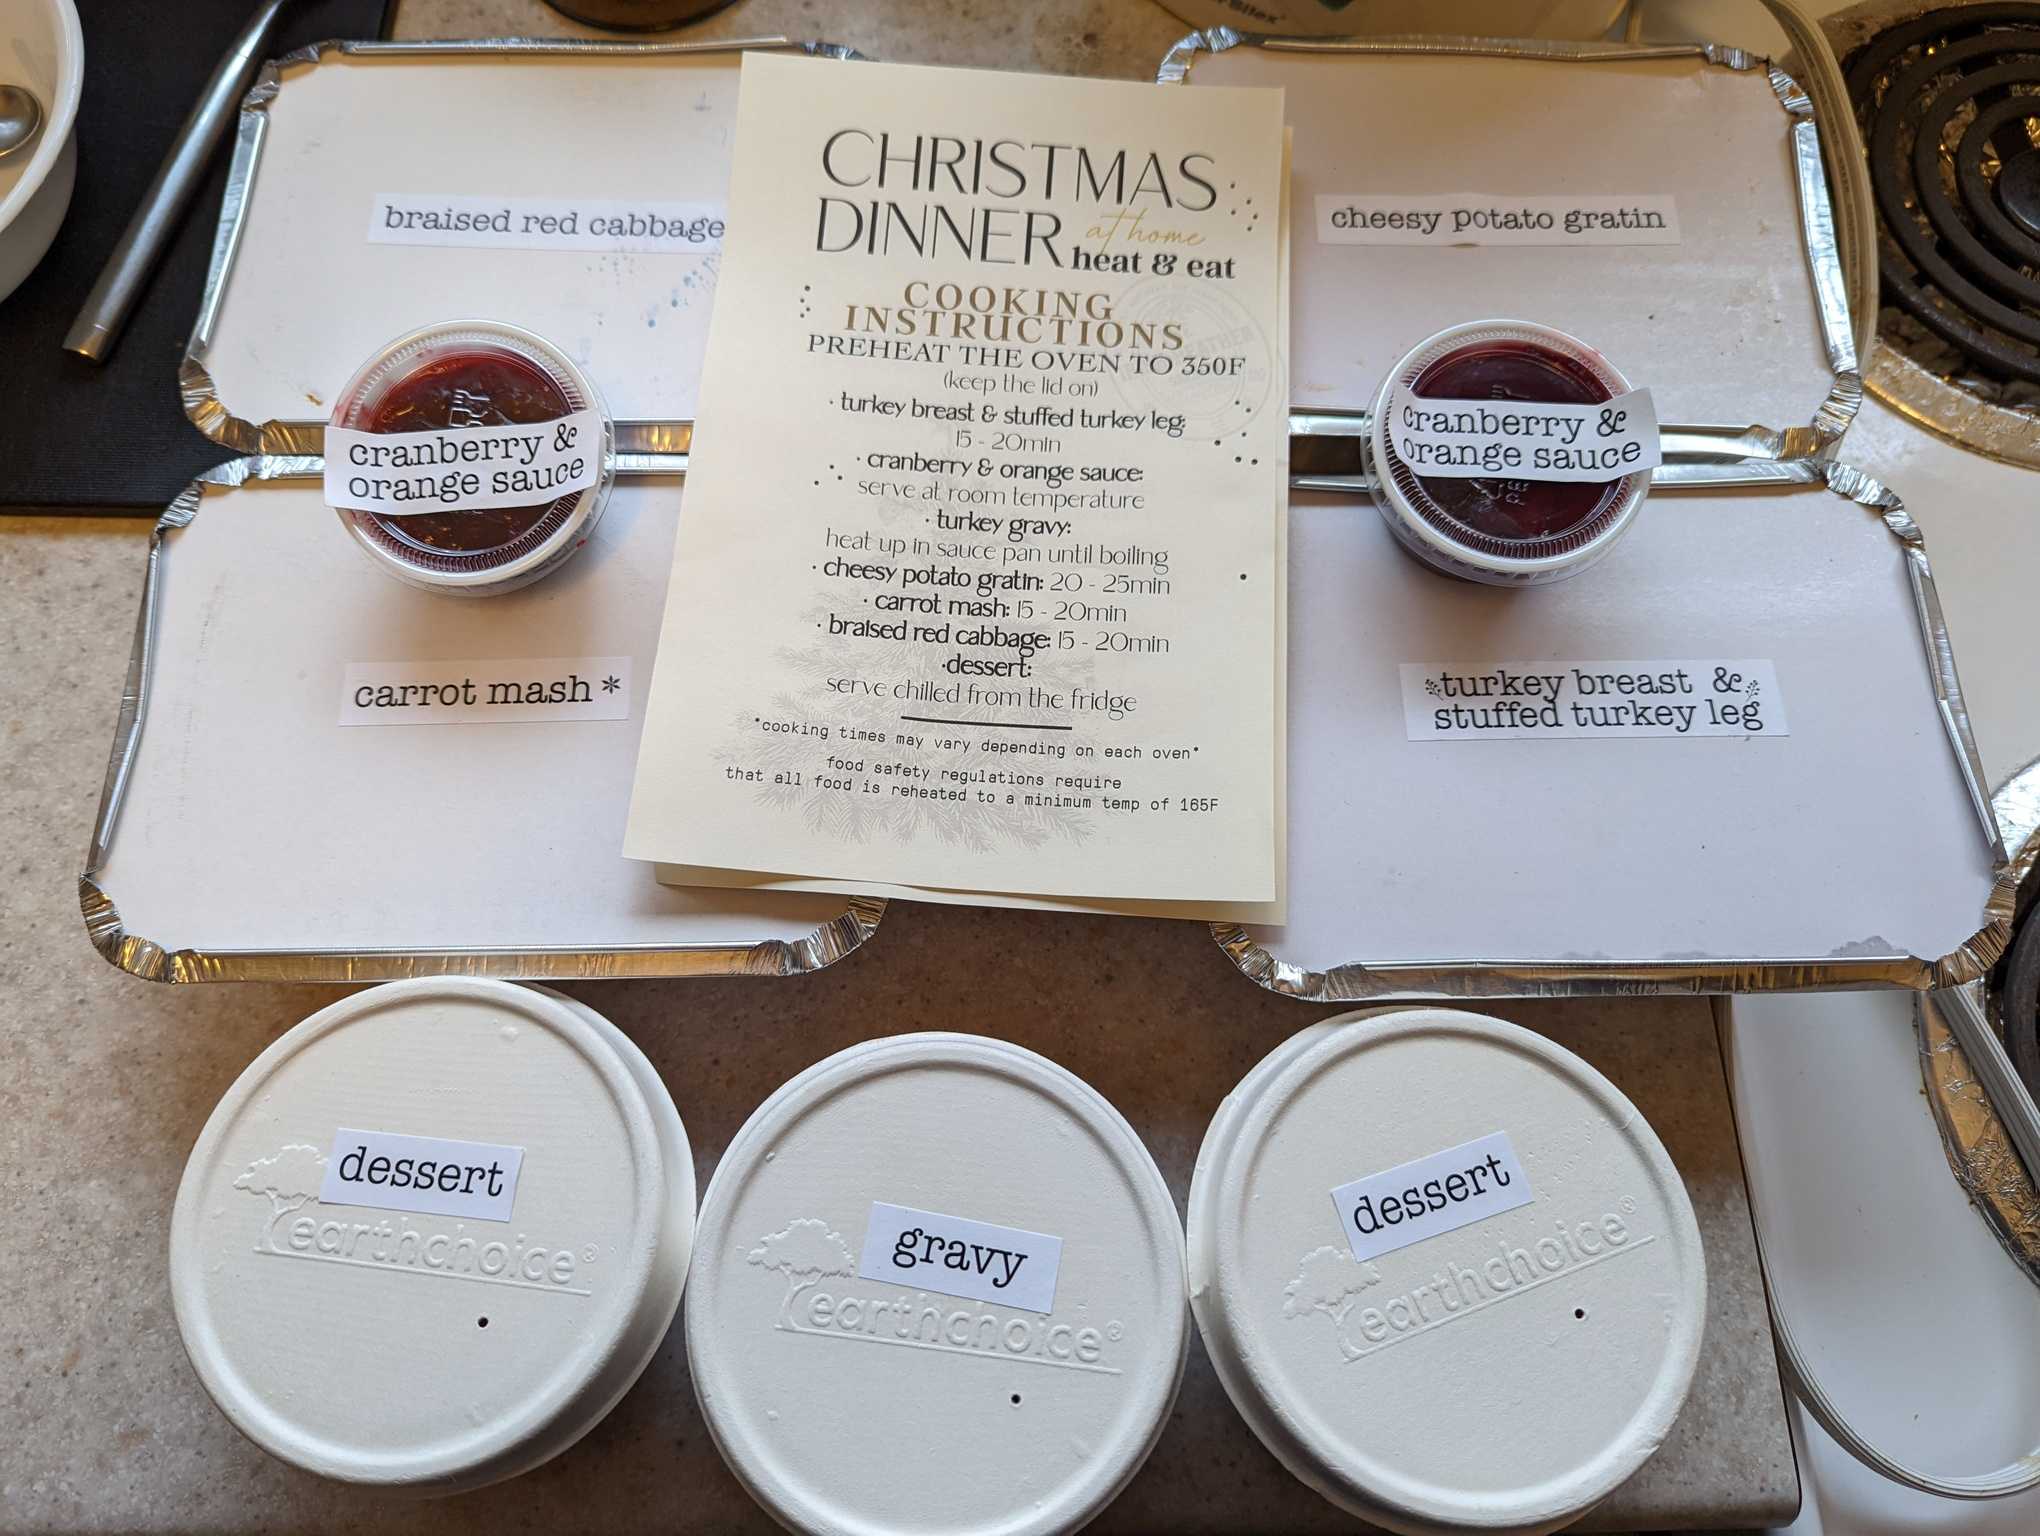 braised red cabbage
CHRISTMAS
DINNER at home
heat & eat
COOKING
INSTRUCTIONS
PREHEAT THE OVEN TO 350F
(keep the lid on)
· turkey breast & stuffed turkey leg:
15 - 20min
· cranberry & orange sauce:
serve at room temperature
· turkey gravy:
heat up in sauce pan until boiling
· cheesy potato gratin: 20 - 25min
· carrot mash: 15 - 20min
· braised red cabbage: 15 - 20min
·dessert:
serve chilled from the fridge
*cooking times may vary depending on each oven*
food safety regulations require
that all food is reheated to a minimum temp of 165F
cheesy potato gratin
cranberry &
orange sauce
cranberry &
orange sauce
carrot mash *
turkey breast &
stuffed turkey leg
dessert
earthchoice®
gravy
earthchoice®
dessert
earthchoice®